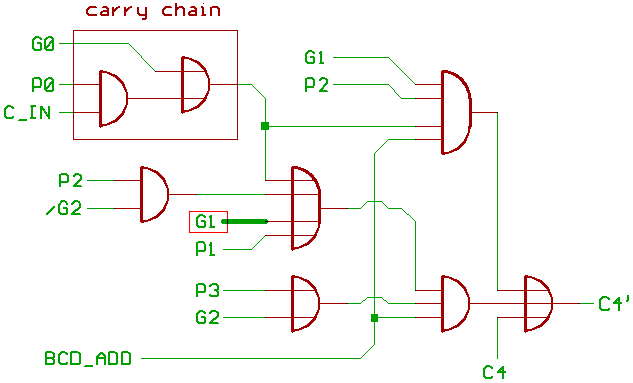 carry chain
G0
P0
C_IN
G1
P2
P2
/G2
G1
P1
P3
G2
C4'
BCD_ADD
C4